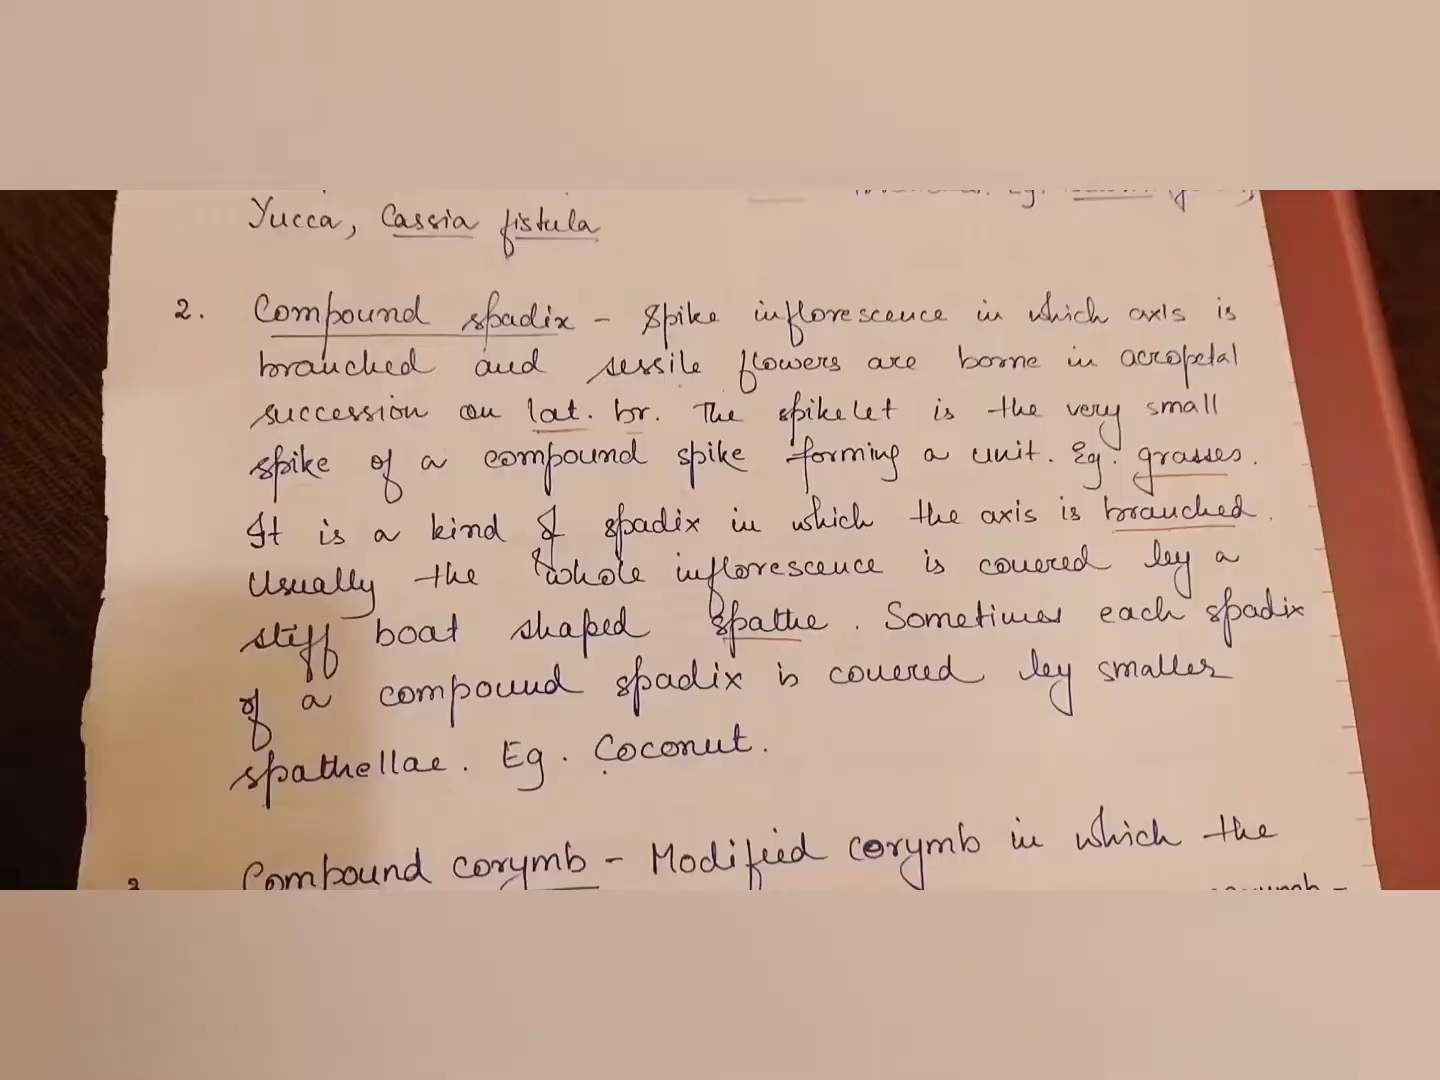 Yucca, Cassia fistula
2. Compound spadix - Spike inflorescence in which axis is
branched and sessile flowers are borne in acropetal
succession on lat. br. The spikelet is the very small
spike of a compound spike forming a unit. Eg. grasses.
It is a kind of spadix in which the axis is branched.
Usually the whole inflorescence is covered by a
stiff boat shaped spathe. Sometimes each spadix
of a compound spadix is covered by smaller
spathellae. Eg. Coconut.
Compound corymb - Modified corymb in which the